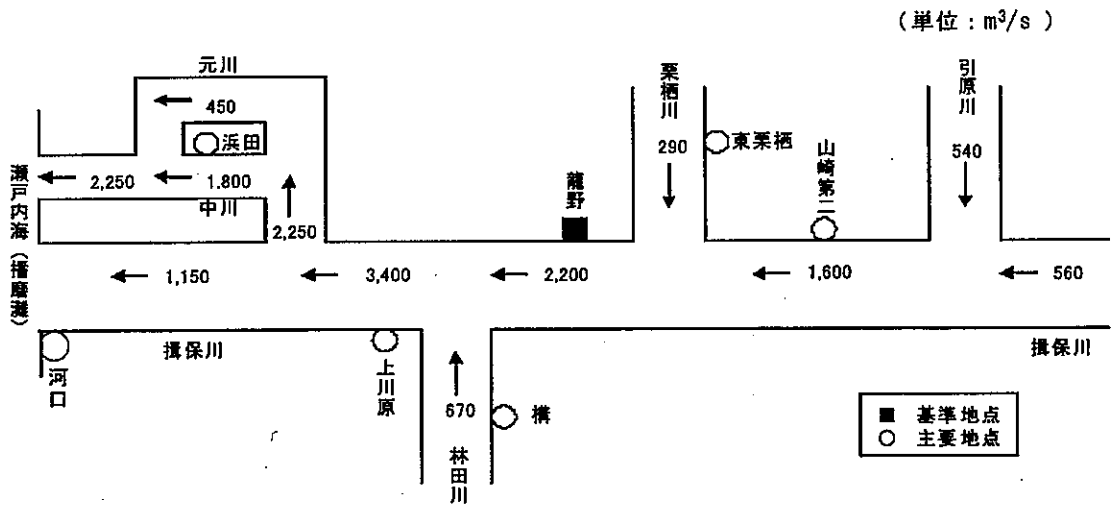 (単位：m³/s )
元川
450
浜田
2,250
1,800
中川
2,250
瀬戸内海（播磨灘）
栗栖川
290
東栗栖
龍野
山崎第二
引原川
540
1,150
3,400
2,200
1,600
560
揖保川
河口
上川原
670
構
林田川
揖保川
基準地点
主要地点